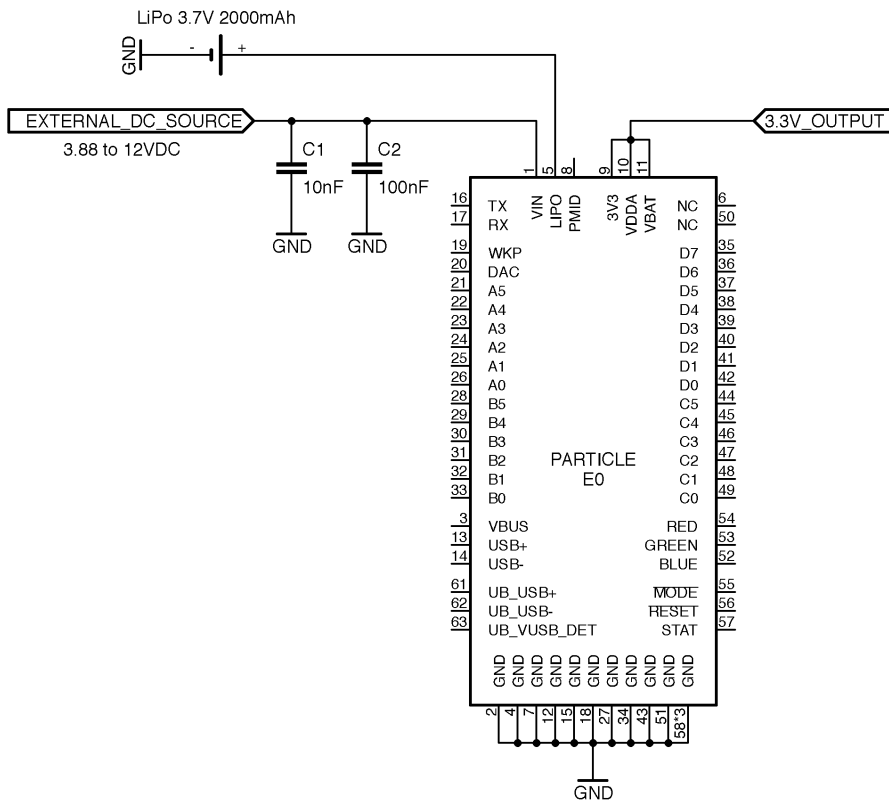 LiPo 3.7V 2000mAh
GND - +
EXTERNAL_DC_SOURCE
3.88 to 12VDC
3.3V_OUTPUT
C1
10nF
C2
100nF
GND
GND
1 5 8 9 10 11
VIN LIPO PMID 3V3 VDDA VBAT
16 TX NC 6
17 RX NC 50
19 WKP D7 35
20 DAC D6 36
21 A5 D5 37
22 A4 D4 38
23 A3 D3 39
24 A2 D2 40
25 A1 D1 41
26 A0 D0 42
28 B5 C5 44
29 B4 C4 45
30 B3 C3 46
31 B2 C2 47
32 B1 C1 48
33 B0 C0 49
PARTICLE
E0
3 VBUS RED 54
13 USB+ GREEN 53
14 USB- BLUE 52
61 UB_USB+ MODE 55
62 UB_USB- RESET 56
63 UB_VUSB_DET STAT 57
GND GND GND GND GND GND GND GND GND GND GND
2 4 7 12 15 18 27 34 43 51 58*3
GND